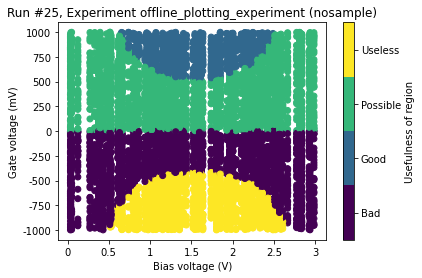 Run #25, Experiment offline_plotting_experiment (nosample)
1000
750
500
250
0
-250
-500
-750
-1000
Gate voltage (mV)
0
0.5
1
1.5
2
2.5
3
Bias voltage (V)
Useless
Possible
Good
Bad
Usefulness of region